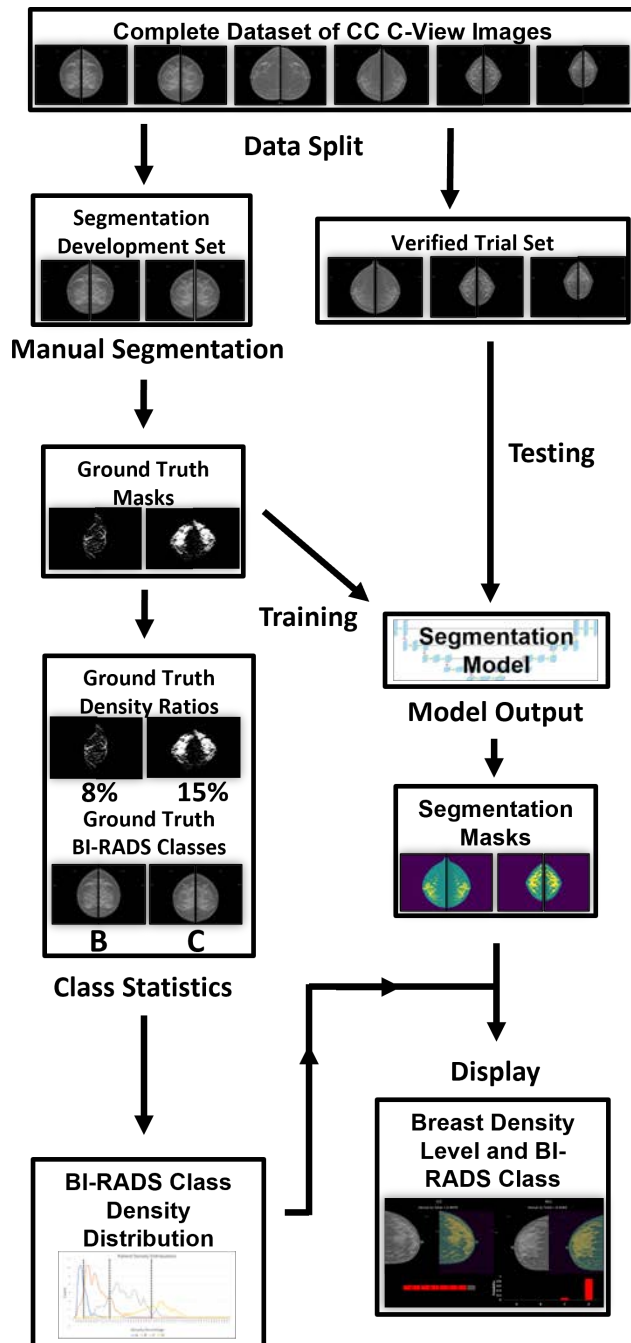 Complete Dataset of CC C-View Images
Data Split
Segmentation
Development Set
Verified Trial Set
Manual Segmentation
Ground Truth
Masks
Testing
Training
Segmentation
Model
Model Output
Ground Truth
Density Ratios
8%
15%
Ground Truth
BI-RADS Classes
B
C
Segmentation
Masks
Class Statistics
Display
BI-RADS Class
Density
Distribution
Breast Density
Level and BI-
RADS Class